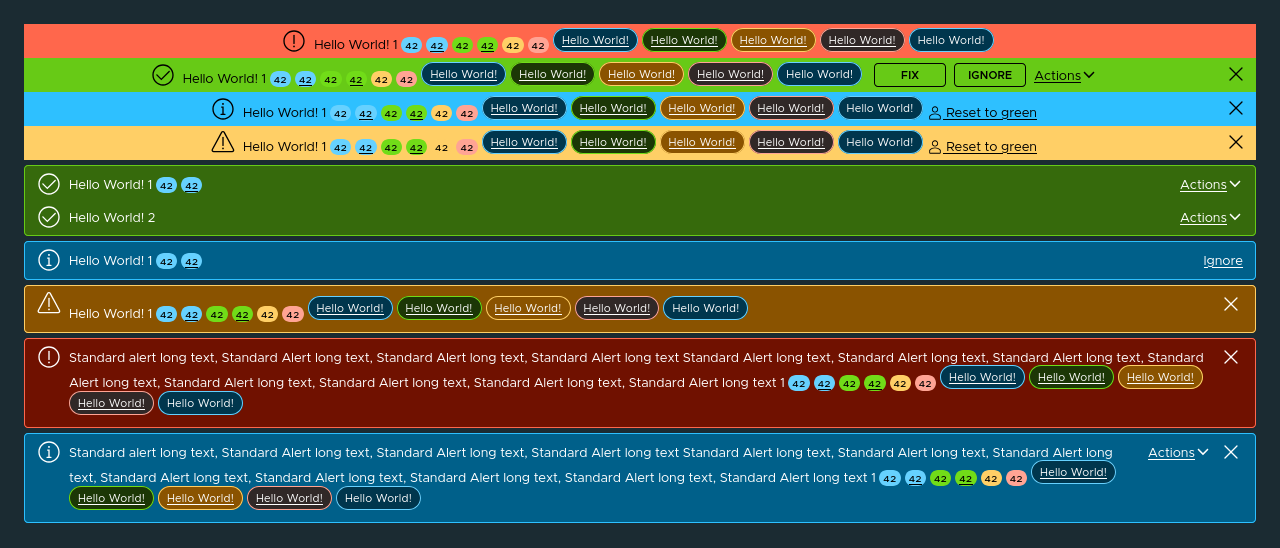 Hello World! 1 42 42 42 42 42 42 Hello World! Hello World! Hello World! Hello World! Hello World!
Hello World! 1 42 42 42 42 42 42 Hello World! Hello World! Hello World! Hello World! Hello World! FIX IGNORE Actions
Hello World! 1 42 42 42 42 42 42 Hello World! Hello World! Hello World! Hello World! Hello World! Reset to green
Hello World! 1 42 42 42 42 42 42 Hello World! Hello World! Hello World! Hello World! Hello World! Reset to green
Hello World! 1 42 42 Actions
Hello World! 2 Actions
Hello World! 1 42 42 Ignore
Hello World! 1 42 42 42 42 42 42 Hello World! Hello World! Hello World! Hello World! Hello World!
Standard alert long text, Standard Alert long text, Standard Alert long text, Standard Alert long text Standard Alert long text, Standard Alert long text, Standard Alert long text, Standard
Alert long text, Standard Alert long text, Standard Alert long text, Standard Alert long text, Standard Alert long text 1 42 42 42 42 42 42 Hello World! Hello World! Hello World!
Hello World! Hello World!
Standard alert long text, Standard Alert long text, Standard Alert long text, Standard Alert long text Standard Alert long text, Standard Alert long text, Standard Alert long Actions
text, Standard Alert long text, Standard Alert long text, Standard Alert long text, Standard Alert long text, Standard Alert long text 1 42 42 42 42 42 42 Hello World!
Hello World! Hello World! Hello World! Hello World!